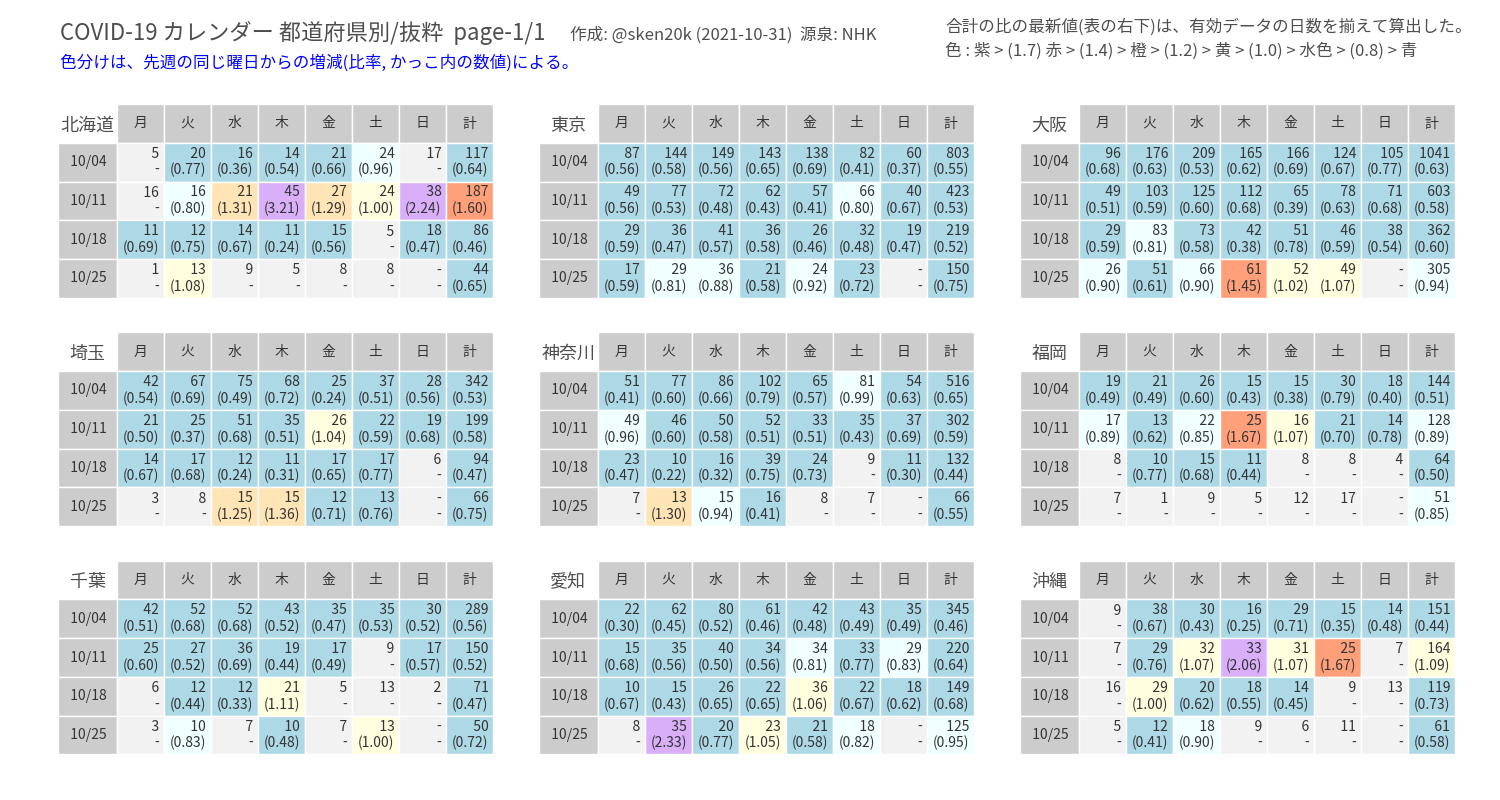 COVID-19 カレンダー 都道府県別/抜粋 page-1/1 作成: @sken20k (2021-10-31) 源泉: NHK
色分けは、先週の同じ曜日からの増減(比率, かっこ内の数値)による。
合計の比の最新値(表の右下)は、有効データの日数を揃えて算出した。
色 : 紫 > (1.7) 赤 > (1.4) 橙 > (1.2) 黄 > (1.0) > 水色 > (0.8) > 青
北海道 月 火 水 木 金 土 日 計
10/04 5 20 16 14 21 24 17 117
- (0.77) (0.36) (0.54) (0.66) (0.96) - (0.64)
10/11 16 16 21 45 27 24 38 187
- (0.80) (1.31) (3.21) (1.29) (1.00) (2.24) (1.60)
10/18 11 12 14 11 15 5 18 86
(0.69) (0.75) (0.67) (0.24) (0.56) - (0.47) (0.46)
10/25 1 13 9 5 8 8 - 44
- (1.08) - - - - - (0.65)
東京 月 火 水 木 金 土 日 計
10/04 87 144 149 143 138 82 60 803
(0.56) (0.58) (0.56) (0.65) (0.69) (0.41) (0.37) (0.55)
10/11 49 77 72 62 57 66 40 423
(0.56) (0.53) (0.48) (0.43) (0.41) (0.80) (0.67) (0.53)
10/18 29 36 41 36 26 32 19 219
(0.59) (0.47) (0.57) (0.58) (0.46) (0.48) (0.47) (0.52)
10/25 17 29 36 21 24 23 - 150
(0.59) (0.81) (0.88) (0.58) (0.92) (0.72) - (0.75)
大阪 月 火 水 木 金 土 日 計
10/04 96 176 209 165 166 124 105 1041
(0.68) (0.63) (0.53) (0.62) (0.69) (0.67) (0.77) (0.63)
10/11 49 103 125 112 65 78 71 603
(0.51) (0.59) (0.60) (0.68) (0.39) (0.63) (0.68) (0.58)
10/18 29 83 73 42 51 46 38 362
(0.59) (0.81) (0.58) (0.38) (0.78) (0.59) (0.54) (0.60)
10/25 26 51 66 61 52 49 - 305
(0.90) (0.61) (0.90) (1.45) (1.02) (1.07) - (0.94)
埼玉 月 火 水 木 金 土 日 計
10/04 42 67 75 68 25 37 28 342
(0.54) (0.69) (0.49) (0.72) (0.24) (0.51) (0.56) (0.53)
10/11 21 25 51 35 26 22 19 199
(0.50) (0.37) (0.68) (0.51) (1.04) (0.59) (0.68) (0.58)
10/18 14 17 12 11 17 17 6 94
(0.67) (0.68) (0.24) (0.31) (0.65) (0.77) - (0.47)
10/25 3 8 15 15 12 13 - 66
- - (1.25) (1.36) (0.71) (0.76) - (0.75)
神奈川 月 火 水 木 金 土 日 計
10/04 51 77 86 102 65 81 54 516
(0.41) (0.60) (0.66) (0.79) (0.57) (0.99) (0.63) (0.65)
10/11 49 46 50 52 33 35 37 302
(0.96) (0.60) (0.58) (0.51) (0.51) (0.43) (0.69) (0.59)
10/18 23 10 16 39 24 9 11 132
(0.47) (0.22) (0.32) (0.75) (0.73) - (0.30) (0.44)
10/25 7 13 15 16 8 7 - 66
- (1.30) (0.94) (0.41) - - - (0.55)
福岡 月 火 水 木 金 土 日 計
10/04 19 21 26 15 15 30 18 144
(0.49) (0.49) (0.60) (0.43) (0.38) (0.79) (0.40) (0.51)
10/11 17 13 22 25 16 21 14 128
(0.89) (0.62) (0.85) (1.67) (1.07) (0.70) (0.78) (0.89)
10/18 8 10 15 11 8 8 4 64
- (0.77) (0.68) (0.44) - - - (0.50)
10/25 7 1 9 5 12 17 - 51
- - - - - - - (0.85)
千葉 月 火 水 木 金 土 日 計
10/04 42 52 52 43 35 35 30 289
(0.51) (0.68) (0.68) (0.52) (0.47) (0.53) (0.52) (0.56)
10/11 25 27 36 19 17 9 17 150
(0.60) (0.52) (0.69) (0.44) (0.49) - (0.57) (0.52)
10/18 6 12 12 21 5 13 2 71
- (0.44) (0.33) (1.11) - - - (0.47)
10/25 3 10 7 10 7 13 - 50
- (0.83) - (0.48) - (1.00) - (0.72)
愛知 月 火 水 木 金 土 日 計
10/04 22 62 80 61 42 43 35 345
(0.30) (0.45) (0.52) (0.46) (0.48) (0.49) (0.49) (0.46)
10/11 15 35 40 34 34 33 29 220
(0.68) (0.56) (0.50) (0.56) (0.81) (0.77) (0.83) (0.64)
10/18 10 15 26 22 36 22 18 149
(0.67) (0.43) (0.65) (0.65) (1.06) (0.67) (0.62) (0.68)
10/25 8 35 20 23 21 18 - 125
- (2.33) (0.77) (1.05) (0.58) (0.82) - (0.95)
沖縄 月 火 水 木 金 土 日 計
10/04 9 38 30 16 29 15 14 151
- (0.67) (0.43) (0.25) (0.71) (0.35) (0.48) (0.44)
10/11 7 29 32 33 31 25 7 164
- (0.76) (1.07) (2.06) (1.07) (1.67) - (1.09)
10/18 16 29 20 18 14 9 13 119
- (1.00) (0.62) (0.55) (0.45) - - (0.73)
10/25 5 12 18 9 6 11 - 61
- (0.41) (0.90) - - - - (0.58)